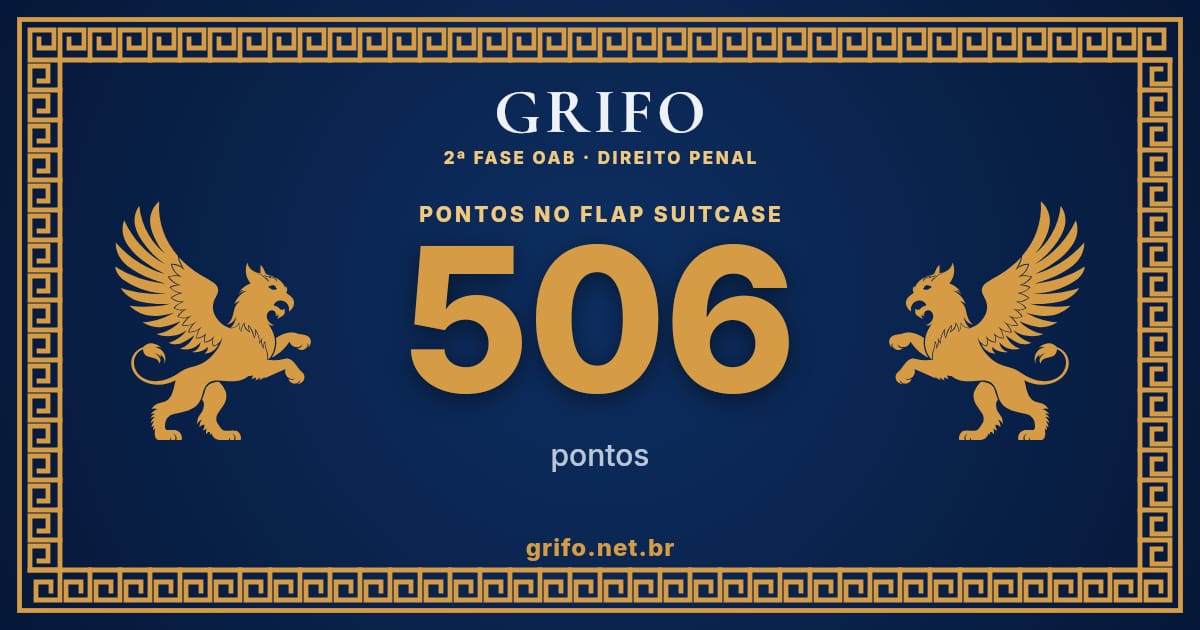 GRIFO
2ª FASE OAB · DIREITO PENAL
PONTOS NO FLAP SUITCASE
506
pontos
grifo.net.br